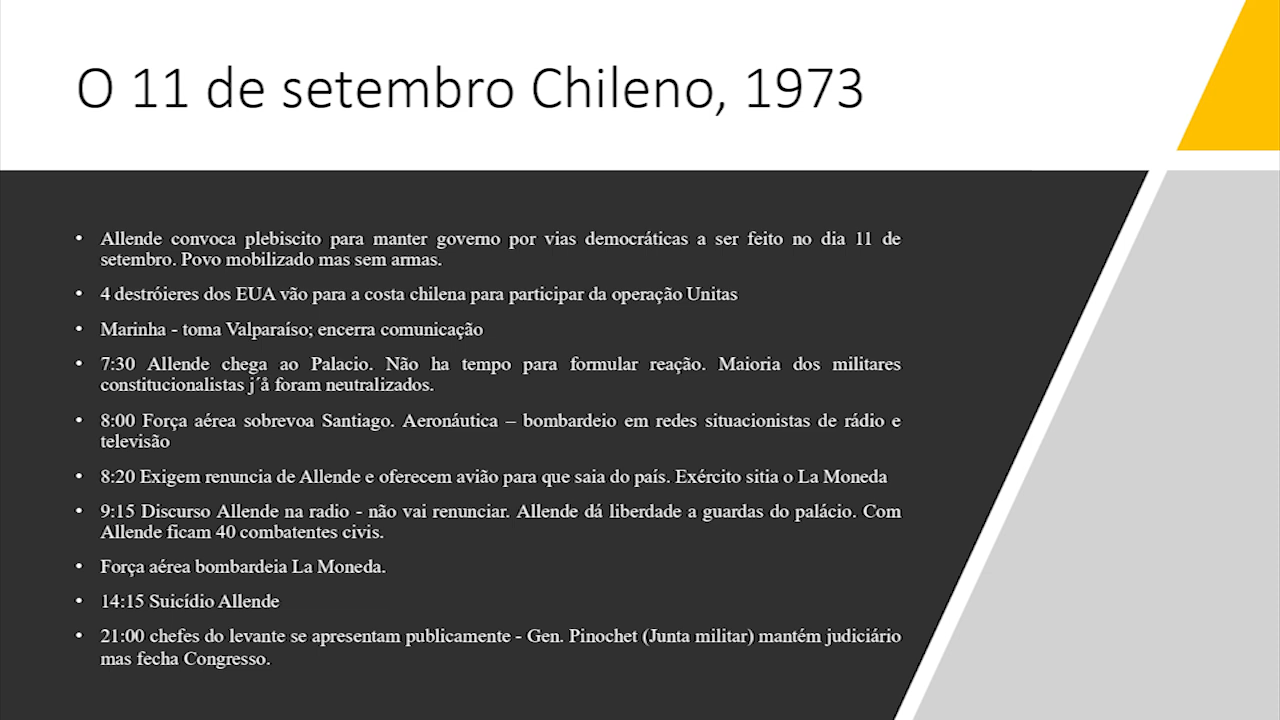 O 11 de setembro Chileno, 1973
• Allende convoca plebiscito para manter governo por vias democráticas a ser feito no dia 11 de
setembro. Povo mobilizado mas sem armas.
• 4 destróieres dos EUA vão para a costa chilena para participar da operação Unitas
• Marinha - toma Valparaíso; encerra comunicação
• 7:30 Allende chega ao Palacio. Não ha tempo para formular reação. Maioria dos militares
constitucionalistas j´å foram neutralizados.
• 8:00 Força aérea sobrevoa Santiago. Aeronáutica – bombardeio em redes situacionistas de rádio e
televisão
• 8:20 Exigem renuncia de Allende e oferecem avião para que saia do país. Exército sitia o La Moneda
• 9:15 Discurso Allende na radio - não vai renunciar. Allende dá liberdade a guardas do palácio. Com
Allende ficam 40 combatentes civis.
• Força aérea bombardeia La Moneda.
• 14:15 Suicídio Allende
• 21:00 chefes do levante se apresentam publicamente - Gen. Pinochet (Junta militar) mantém judiciário
mas fecha Congresso.